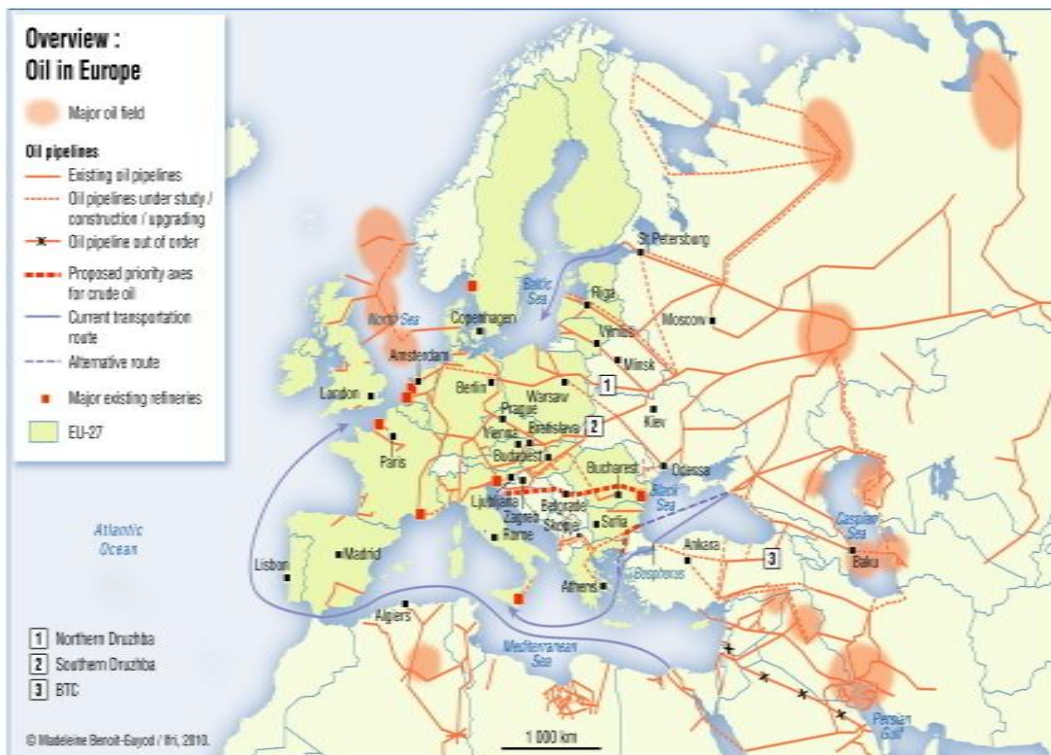 Overview :
Oil in Europe
Major oil field
Oil pipelines
Existing oil pipelines
Oil pipelines under study /
construction / upgrading
Oil pipeline out of order
Proposed priority axes
for crude oil
Current transportation
route
Alternative route
Major existing refineries
EU-27
St Petersburg
Baltic
Sea
Riga
Moscow
North Sea
Copenhagen
Vilnius
Minsk
Amsterdam
London
Berlin
Warsaw
1
Kiev
Prague
2
Paris
Vienna
Bratislava
Budapest
Bucharest
Odessa
Ljubljana
Black
Sea
Zagreb
Belgrade
Sofia
Skopje
Caspian
Sea
Atlantic
Ocean
Rome
Madrid
Ankara
3
Baku
Lisbon
Bosphorus
Athens
Algiers
Mediterranean
Sea
1 Northern Druzhba
2 Southern Druzhba
3 BTC
Persian
Gulf
1 000 km
© Madeleine Benoit-Guyod / Ifri, 2010.